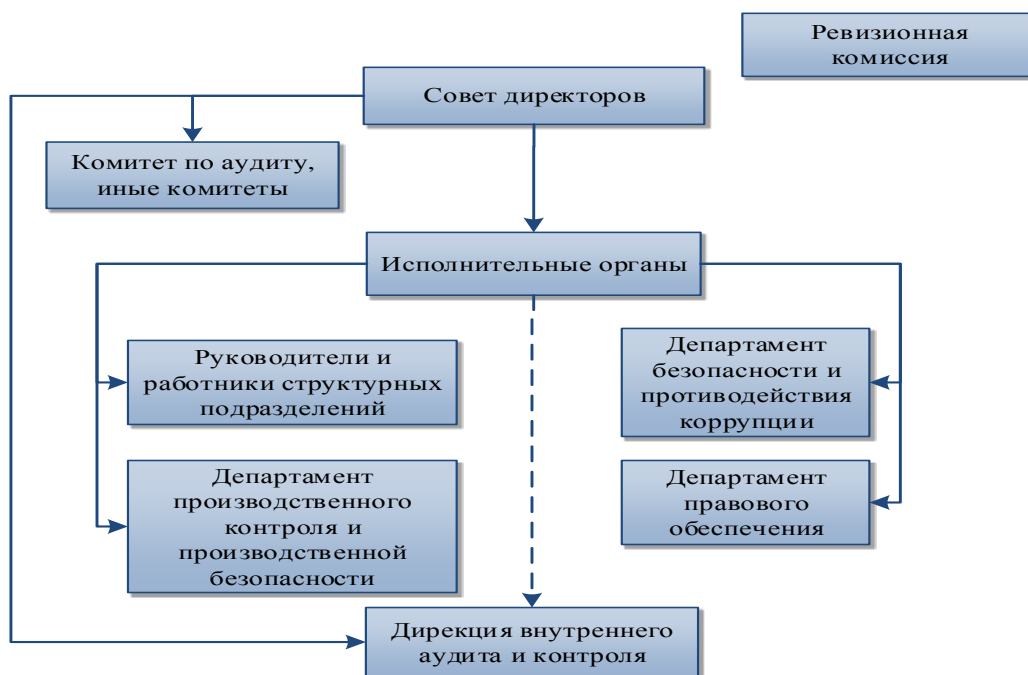 Ревизионная
комиссия
Совет директоров
Комитет по аудиту,
иные комитеты
Исполнительные органы
Руководители и
работники структурных
подразделений
Департамент
безопасности и
противодействия
коррупции
Департамент
производственного
контроля и
производственной
безопасности
Департамент
правового
обеспечения
Дирекция внутреннего
аудита и контроля